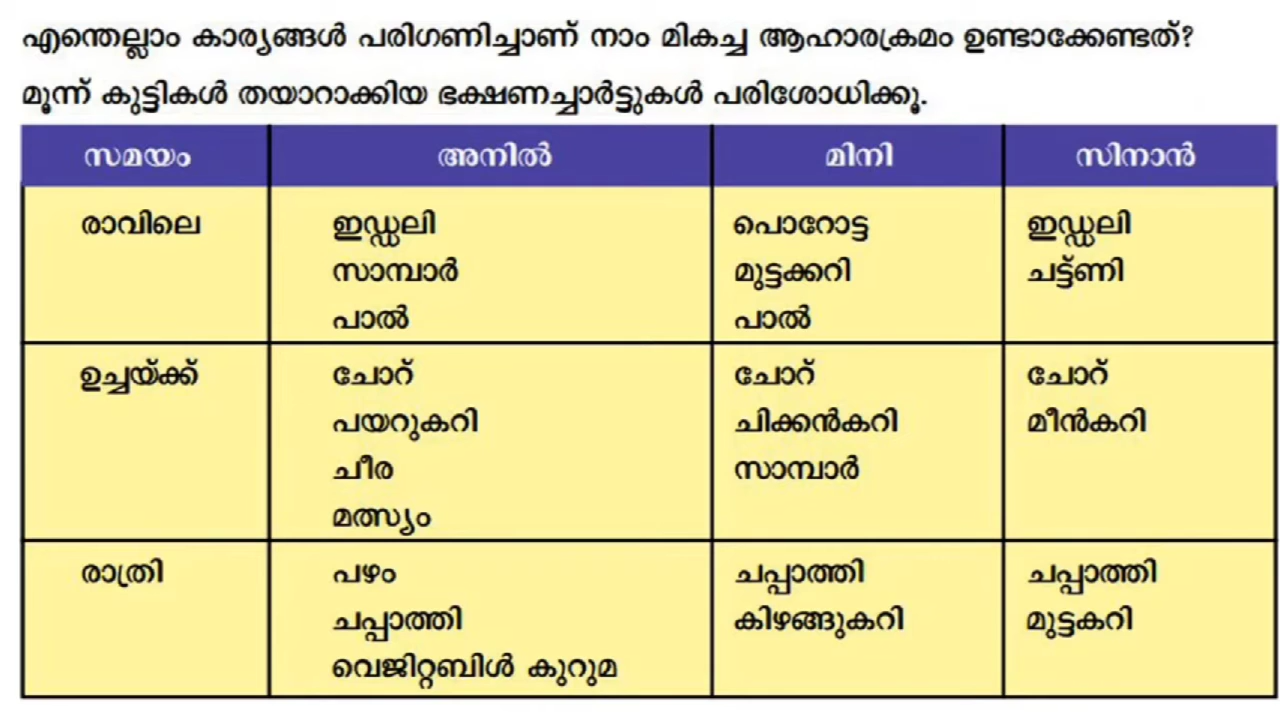 എന്തെല്ലാം കാര്യങ്ങൾ പരിഗണിച്ചാണ് നാം മികച്ച ആഹാരക്രമം ഉണ്ടാക്കേണ്ടത്?
മൂന്ന് കുട്ടികൾ തയാറാക്കിയ ഭക്ഷണച്ചാർട്ടുകൾ പരിശോധിക്കൂ.
സമയം അനിൽ മിനി സിനാൻ
രാവിലെ ഇഡ്ഡലി പൊറോട്ട ഇഡ്ഡലി
സാമ്പാർ മുട്ടക്കറി ചട്ട്ണി
പാൽ പാൽ
ഉച്ചയ്ക്ക് ചോറ് ചോറ് ചോറ്
പയറുകറി ചിക്കൻകറി മീൻകറി
ചീര സാമ്പാർ
മത്സ്യം
രാത്രി പഴം ചപ്പാത്തി ചപ്പാത്തി
ചപ്പാത്തി കിഴങ്ങുകറി മുട്ടകറി
വെജിറ്റബിൾ കുറുമ